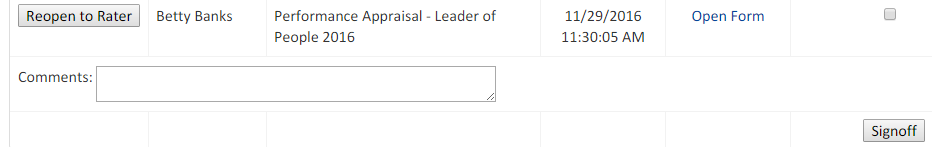 Reopen to Rater Betty Banks Performance Appraisal - Leader of 11/29/2016 Open Form
People 2016 11:30:05 AM
Comments:
Signoff